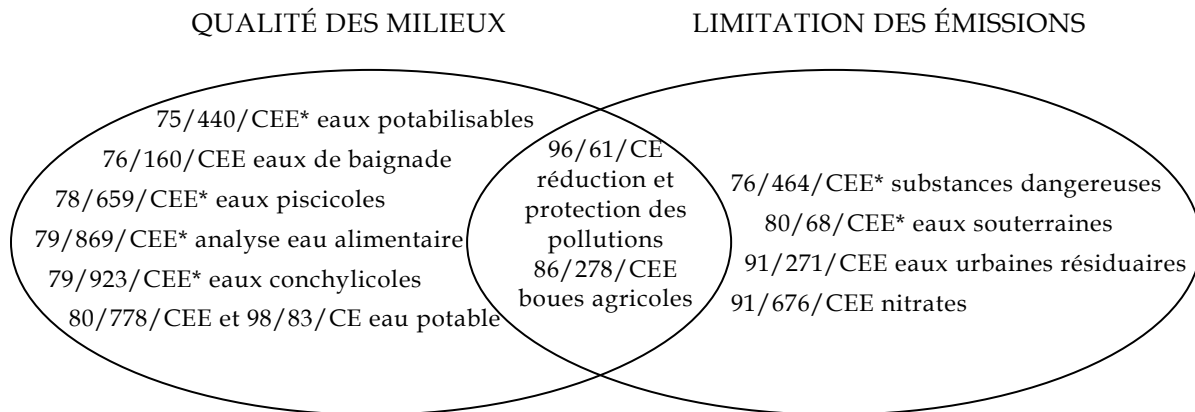 QUALITÉ DES MILIEUX
LIMITATION DES ÉMISSIONS
75/440/CEE* eaux potabilisables
76/160/CEE eaux de baignade
78/659/CEE* eaux piscicoles
79/869/CEE* analyse eau alimentaire
79/923/CEE* eaux conchylicoles
80/778/CEE et 98/83/CE eau potable
96/61/CE
réduction et
protection des
pollutions
86/278/CEE
boues agricoles
76/464/CEE* substances dangereuses
80/68/CEE* eaux souterraines
91/271/CEE eaux urbaines résiduaires
91/676/CEE nitrates